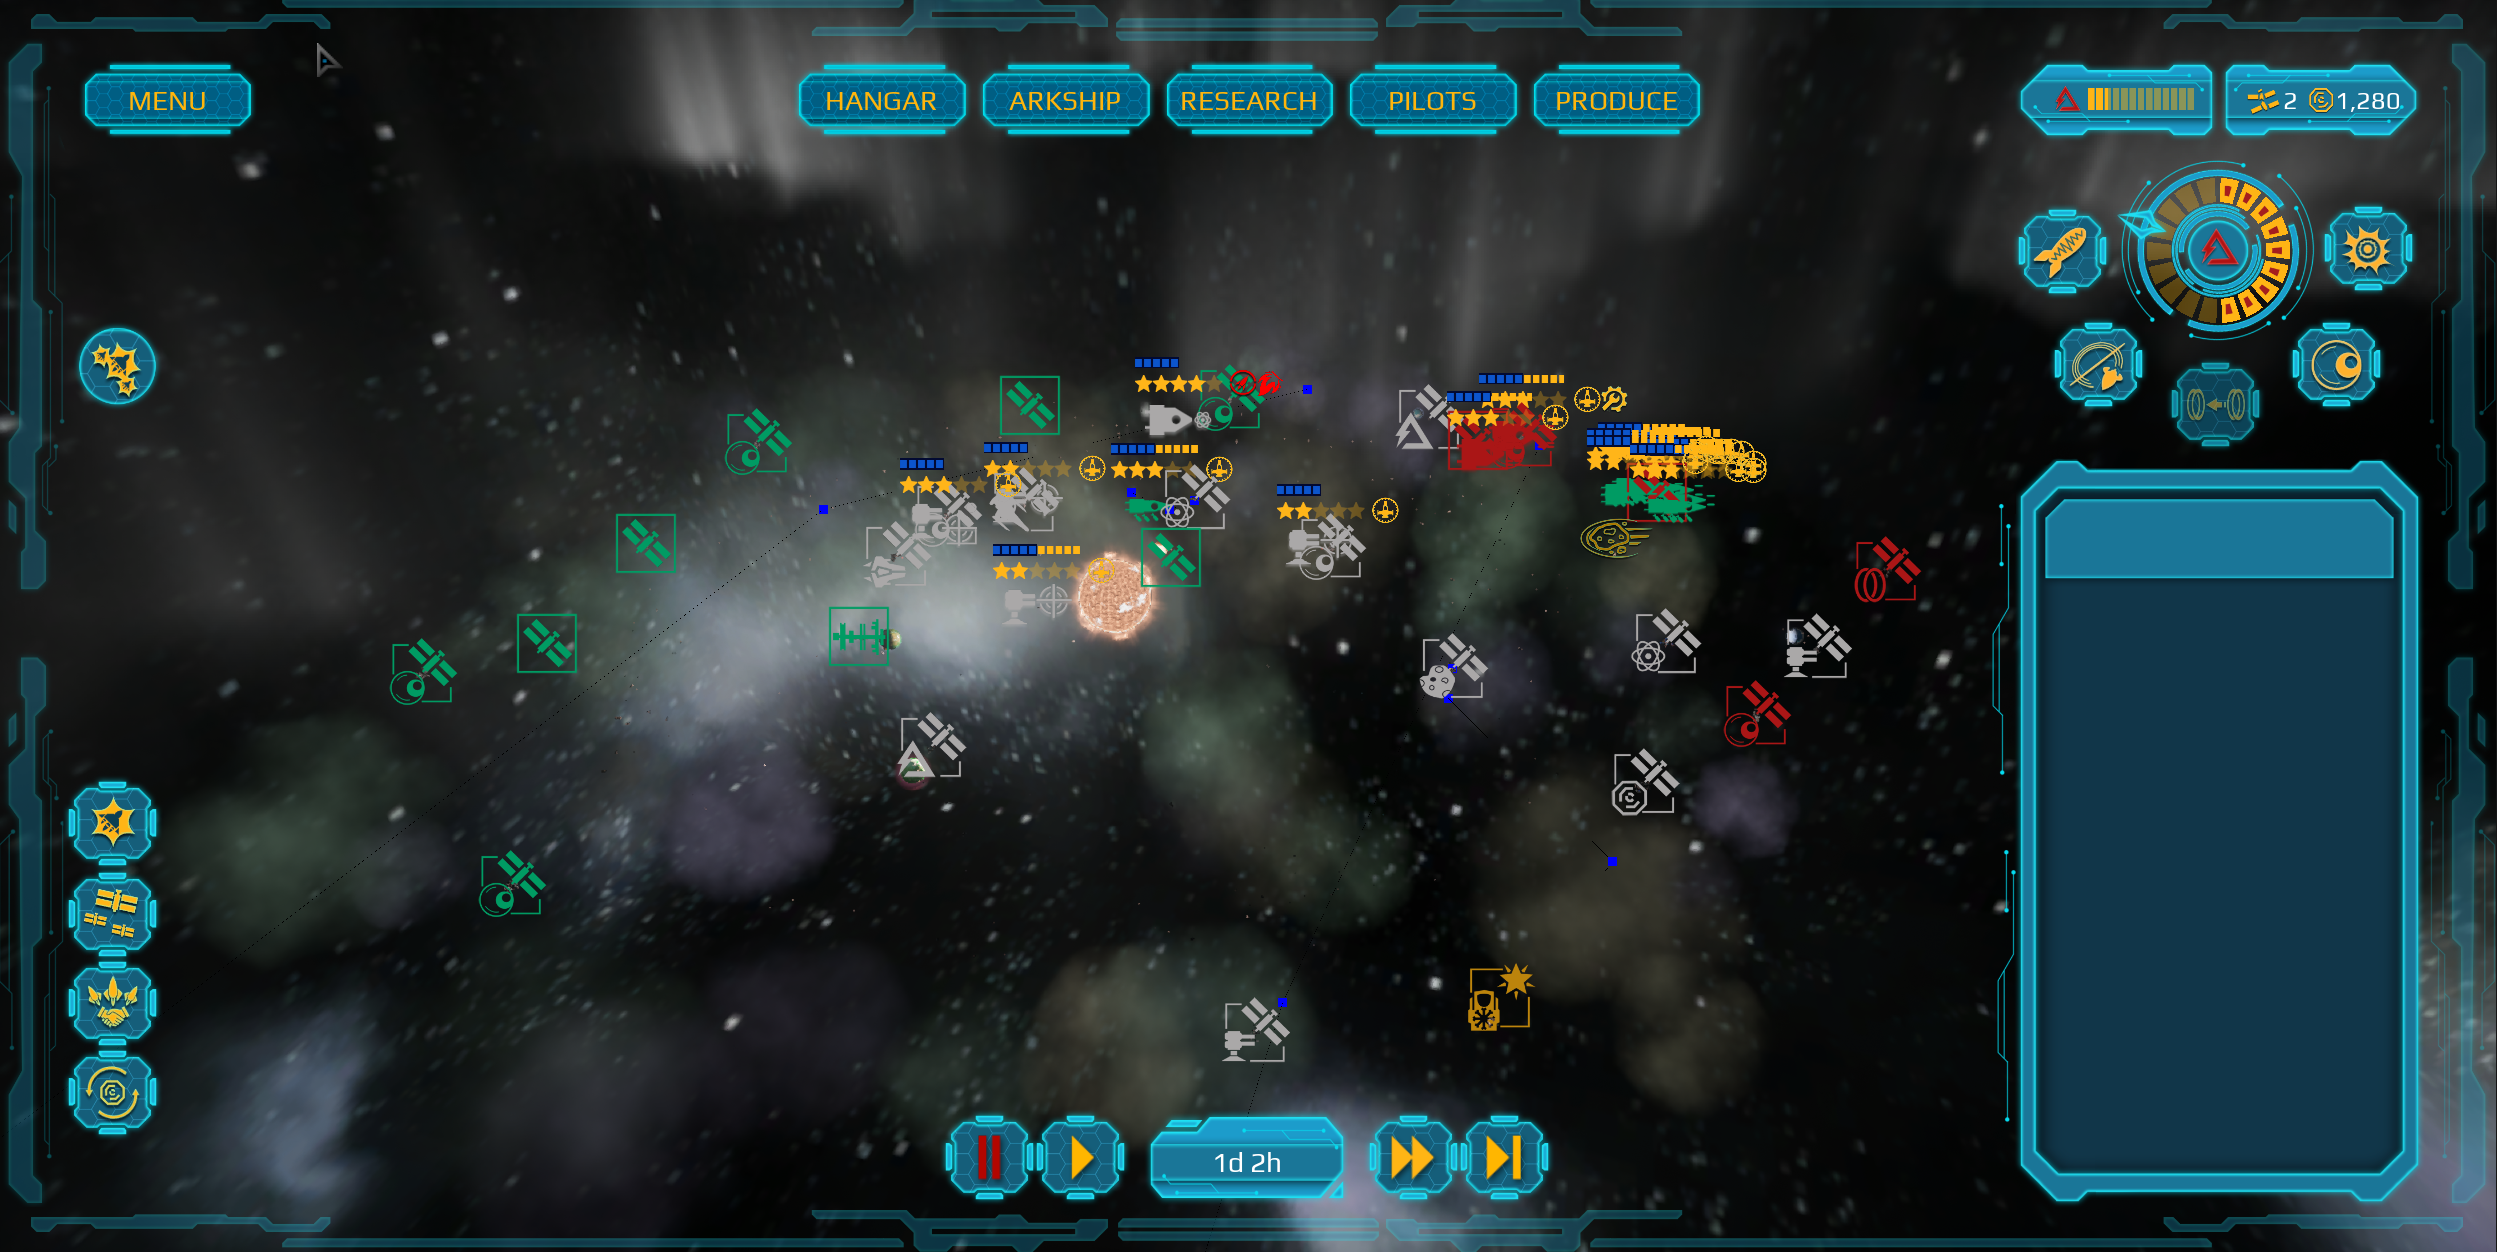 MENU
HANGAR
ARKSHIP
RESEARCH
PILOTS
PRODUCE
2
1,280
1d 2h